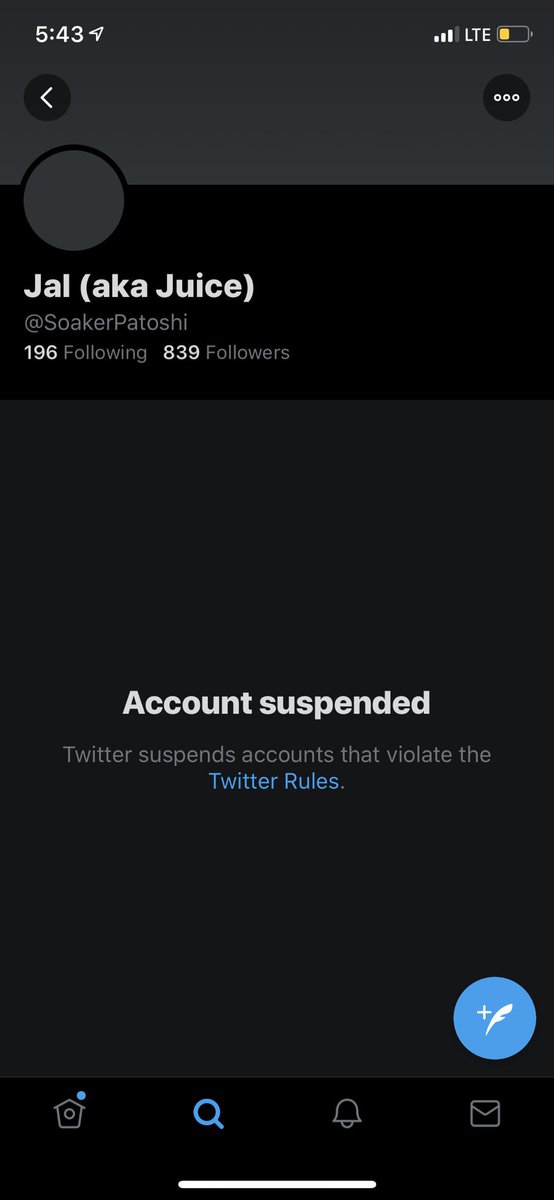 5:43 LTE
Jal (aka Juice)
@SoakerPatoshi
196 Following 839 Followers
Account suspended
Twitter suspends accounts that violate the
Twitter Rules.